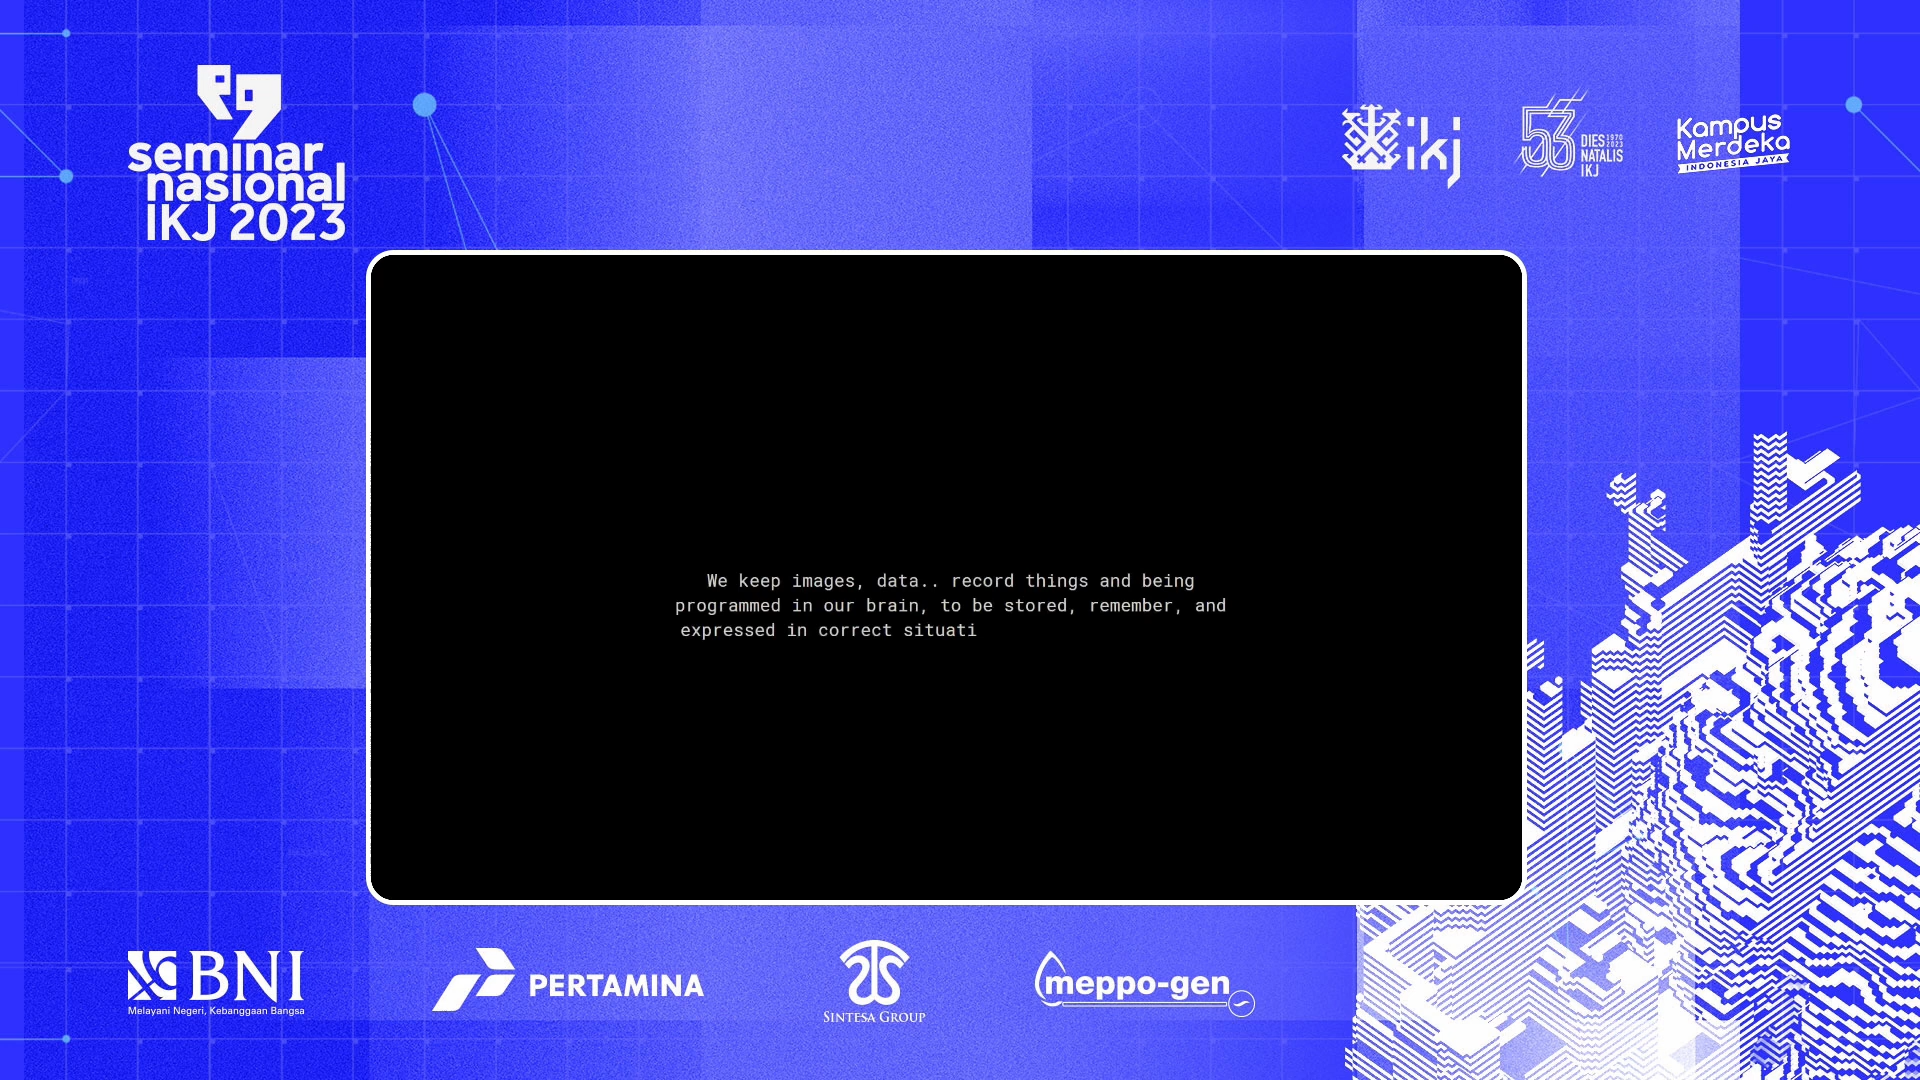 seminar
nasional
IKJ 2023
ikj
53
DIES 1970 2023
NATALIS
IKJ
Kampus
Merdeka
INDONESIA JAYA
We keep images, data.. record things and being
programmed in our brain, to be stored, remember, and
expressed in correct situati
BNI
Melayani Negeri, Kebanggaan Bangsa
PERTAMINA
SINTESA GROUP
meppo-gen